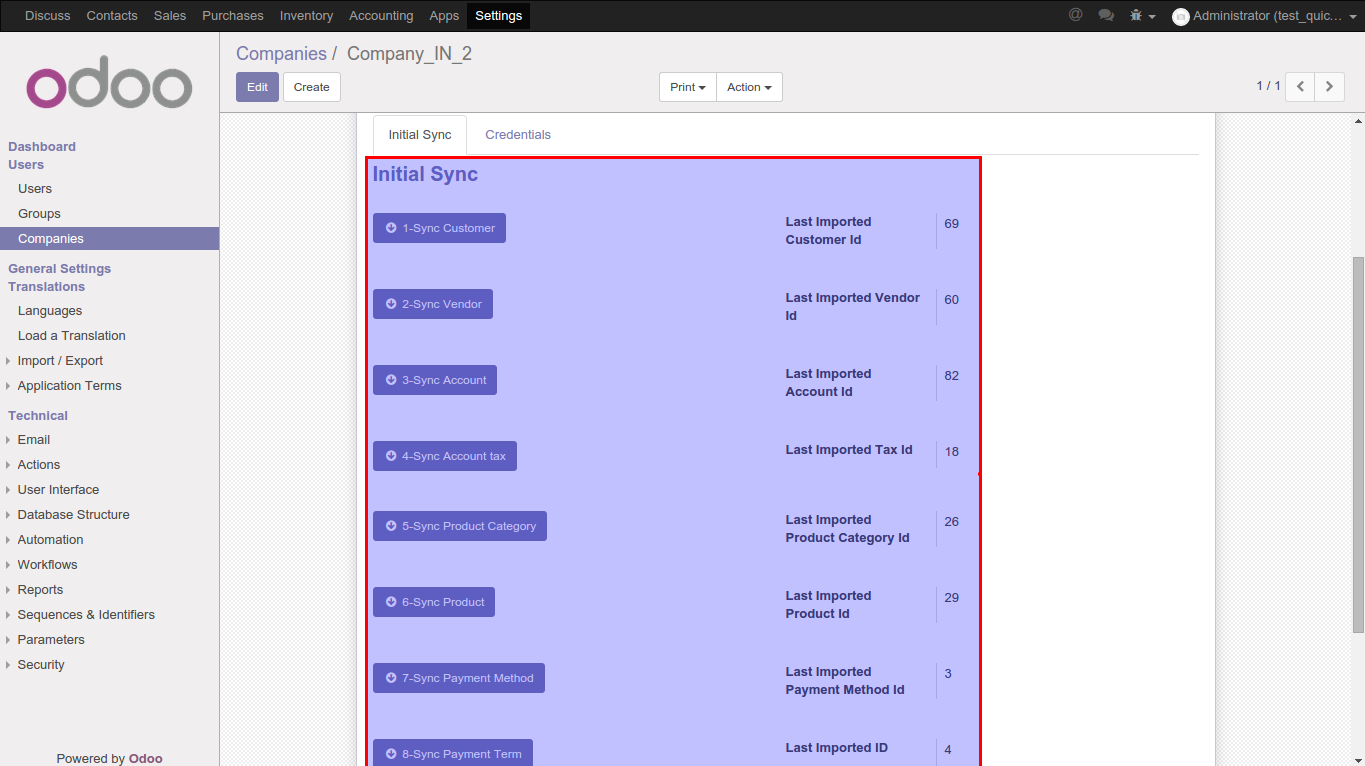 Discuss Contacts Sales Purchases Inventory Accounting Apps Settings @ Administrator (test_quic...
odoo
Companies / Company_IN_2
Edit Create Print Action 1 / 1
Dashboard
Users
Users
Groups
Companies
General Settings
Translations
Languages
Load a Translation
Import / Export
Application Terms
Technical
Email
Actions
User Interface
Database Structure
Automation
Workflows
Reports
Sequences & Identifiers
Parameters
Security
Powered by Odoo
Initial Sync Credentials
Initial Sync
1-Sync Customer
Last Imported
Customer Id
69
2-Sync Vendor
Last Imported Vendor
Id
60
3-Sync Account
Last Imported
Account Id
82
4-Sync Account tax
Last Imported Tax Id
18
5-Sync Product Category
Last Imported
Product Category Id
26
6-Sync Product
Last Imported
Product Id
29
7-Sync Payment Method
Last Imported
Payment Method Id
3
8-Sync Payment Term
Last Imported ID
4